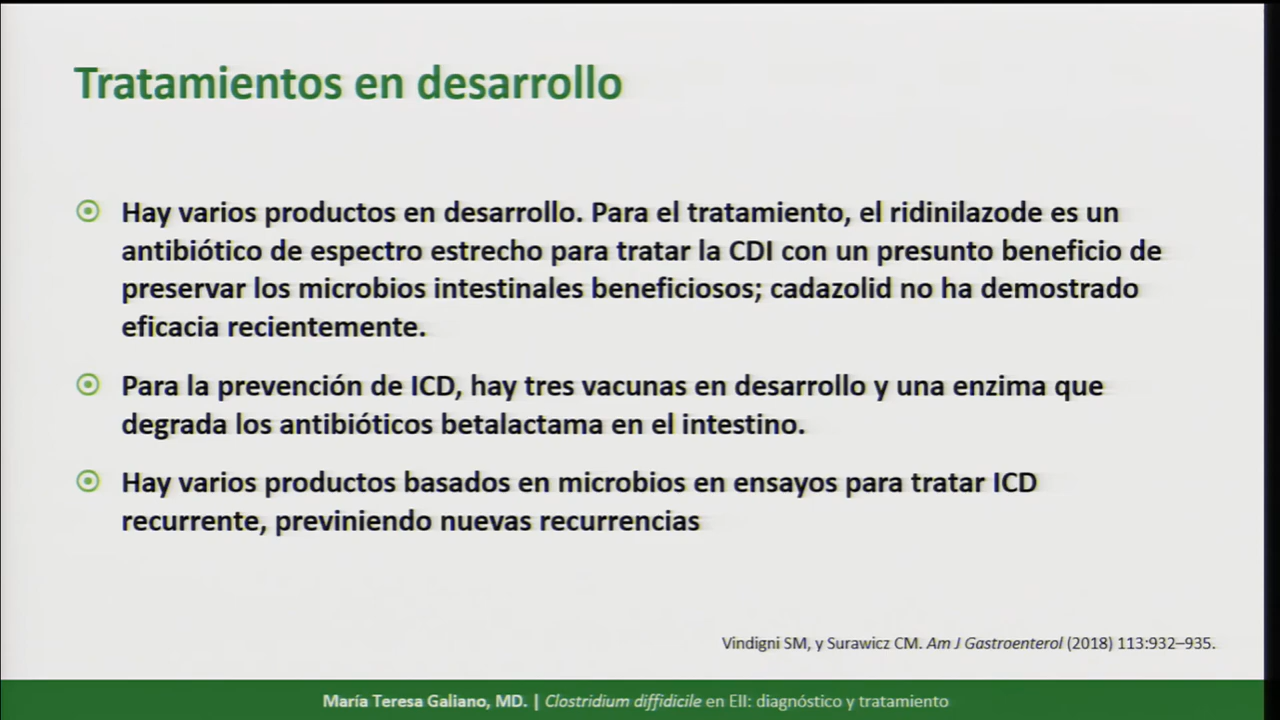 Tratamientos en desarrollo
Hay varios productos en desarrollo. Para el tratamiento, el ridinilazode es un
antibiótico de espectro estrecho para tratar la CDI con un presunto beneficio de
preservar los microbios intestinales beneficiosos; cadazolid no ha demostrado
eficacia recientemente.
Para la prevención de ICD, hay tres vacunas en desarrollo y una enzima que
degrada los antibióticos betalactama en el intestino.
Hay varios productos basados en microbios en ensayos para tratar ICD
recurrente, previniendo nuevas recurrencias
Vindigni SM, y Surawicz CM. Am J Gastroenterol (2018) 113:932–935.
María Teresa Galiano, MD. | Clostridium diffidicile en EII: diagnóstico y tratamiento